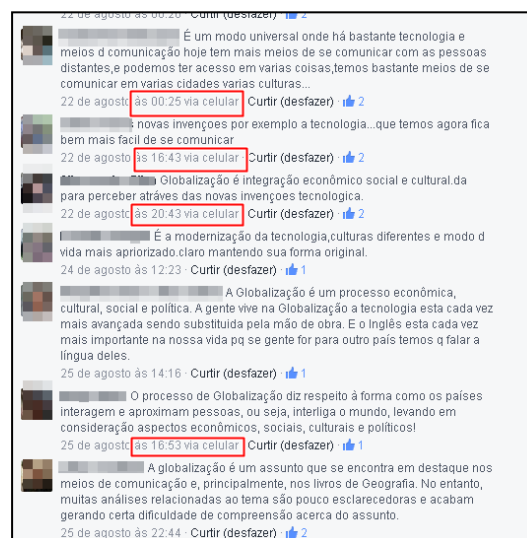 22 de agosto às 00:26 · Curtir (desfazer) · 2
É um modo universal onde há bastante tecnologia e
meios d comunicação hoje tem mais meios de se comunicar com as pessoas
distantes,e podemos ter acesso em varias coisas,temos bastante meios de se
comunicar em varias cidades varias culturas...
22 de agosto às 00:25 via celular · Curtir (desfazer) · 2
novas invençoes por exemplo a tecnologia...que temos agora fica
bem mais facil de se comunicar
22 de agosto às 16:43 via celular · Curtir (desfazer) · 2
Globalização é integração econômico social e cultural.da
para perceber atráves das novas invençoes tecnologica.
22 de agosto às 20:43 via celular · Curtir (desfazer) · 2
É a modernização da tecnologia,culturas diferentes e modo d
vida mais apriorizado.claro mantendo sua form original.
24 de agosto às 12:23 · Curtir (desfazer) · 1
A Globalização é um processo econômica,
cultural, social e política. A gente vive na Globalização a tecnologia esta cada vez
mais avançada sendo substituida pela mão de obra. E o Inglês esta cada vez
mais importante na nossa vida pq se gente for para outro país temos q falar a
língua deles.
25 de agosto às 14:16 · Curtir (desfazer) · 1
O processo de Globalização diz respeito à forma como os países
interagem e aproximam pessoas, ou seja, interliga o mundo, levando em
consideração aspectos econômicos, sociais, culturais e políticos!
25 de agosto às 16:53 via celular · Curtir (desfazer) · 1
A globalização é um assunto que se encontra em destaque nos
meios de comunicação e, principalmente, nos livros de Geografia. No entanto,
muitas análises relacionadas ao tema são pouco esclarecedoras e acabam
gerando certa dificuldade de compreensão acerca do assunto.
25 de agosto às 22:44 · Curtir (desfazer) · 2